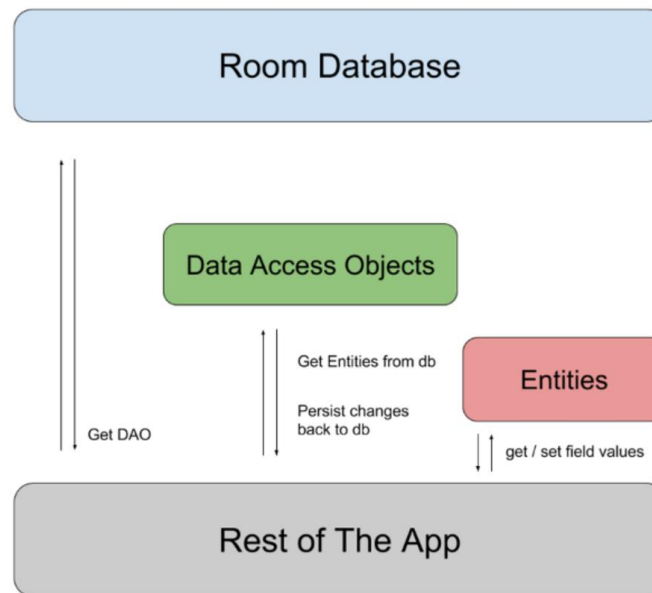 Room Database
Data Access Objects
Get Entities from db
Entities
Persist changes
back to db
Get DAO
get / set field values
Rest of The App